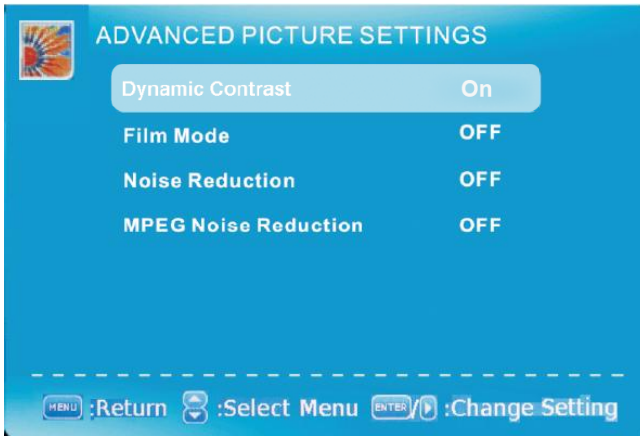 ADVANCED PICTURE SETTINGS
Dynamic Contrast On
Film Mode OFF
Noise Reduction OFF
MPEG Noise Reduction OFF
MENU :Return :Select Menu ENTER/ :Change Setting